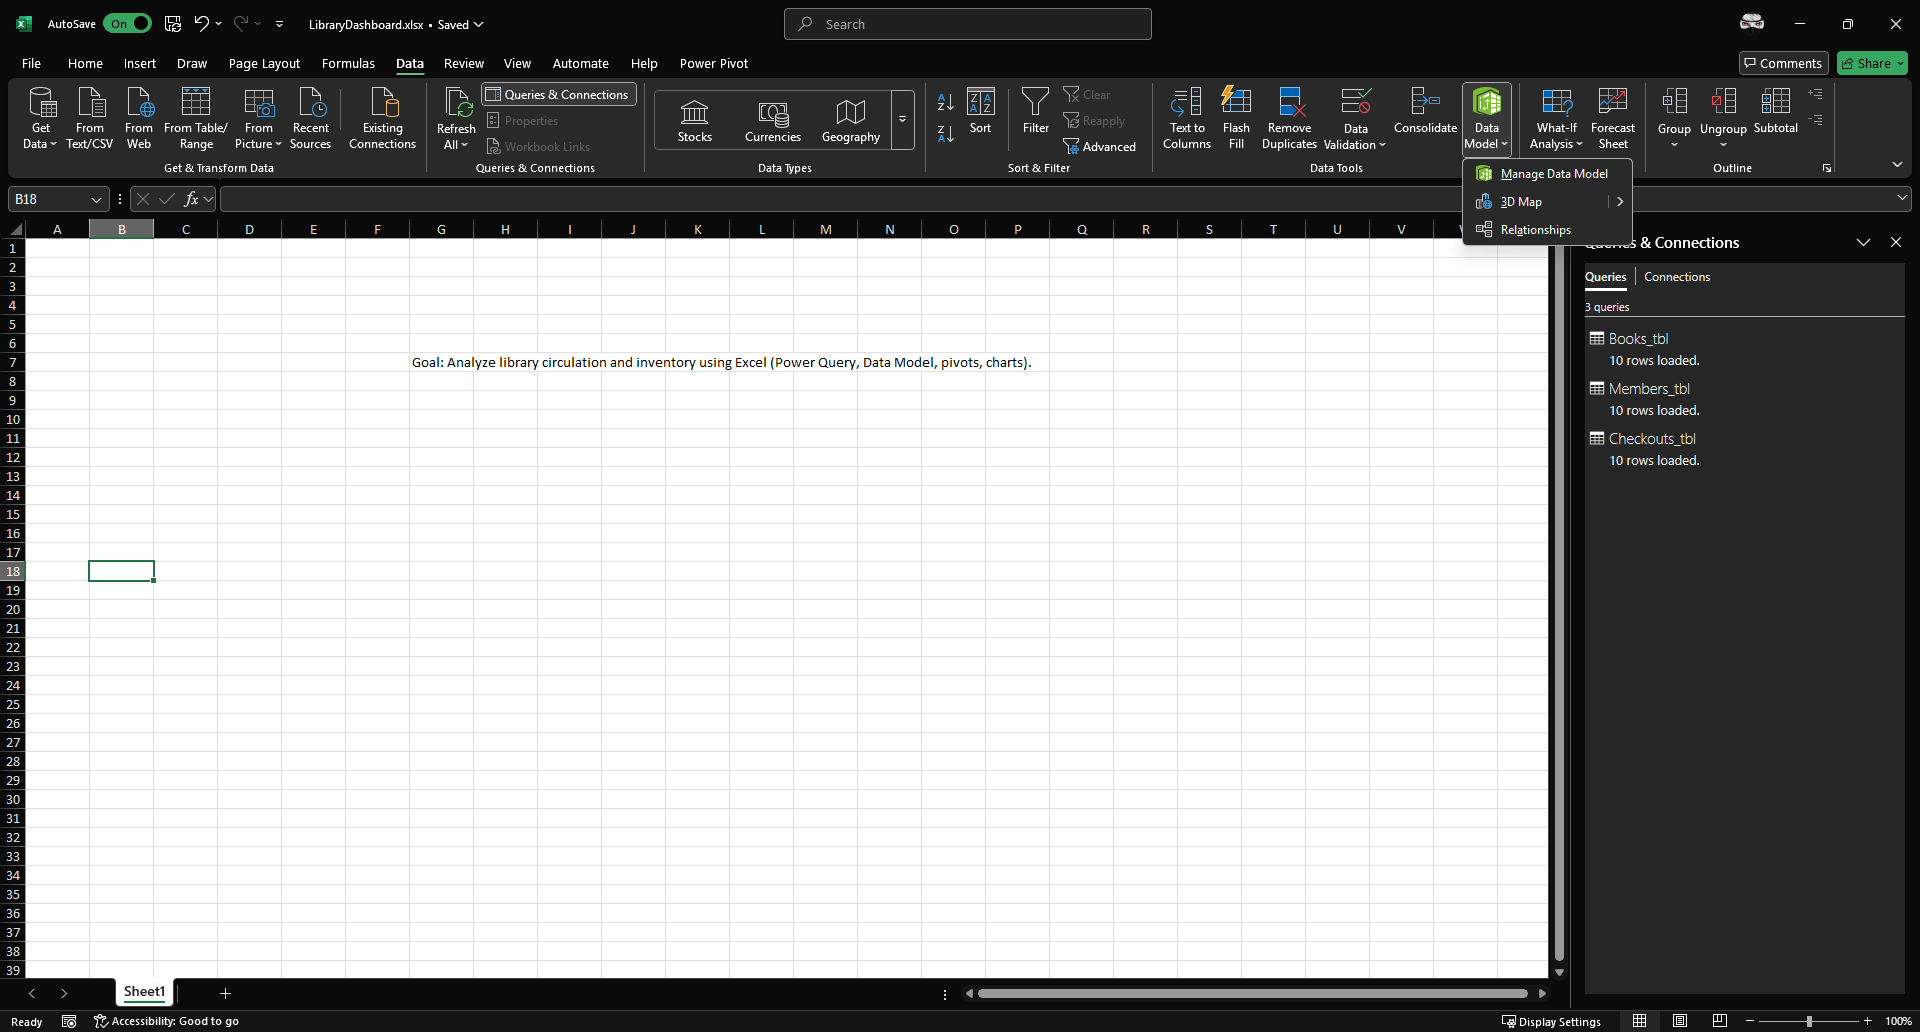 AutoSave On LibraryDashboard.xlsx • Saved Search
File Home Insert Draw Page Layout Formulas Data Review View Automate Help Power Pivot Comments Share
Get Data
From Text/CSV
From Web
From Table/ Range
From Picture
Recent Sources
Existing Connections
Get & Transform Data
Refresh All
Queries & Connections
Properties
Workbook Links
Queries & Connections
Stocks
Currencies
Geography
Data Types
Sort
Filter
Clear
Reapply
Advanced
Sort & Filter
Text to Columns
Flash Fill
Remove Duplicates
Data Validation
Consolidate
Data Model
Data Tools
What-If Analysis
Forecast Sheet
Group
Ungroup
Subtotal
Outline
Manage Data Model
3D Map
Relationships
B18 fx
A B C D E F G H I J K L M N O P Q R S T U V
1
2
3
4
5
6
7 Goal: Analyze library circulation and inventory using Excel (Power Query, Data Model, pivots, charts).
8
9
10
11
12
13
14
15
16
17
18
19
20
21
22
23
24
25
26
27
28
29
30
31
32
33
34
35
36
37
38
39
& Connections
Queries Connections
3 queries
Books_tbl
10 rows loaded.
Members_tbl
10 rows loaded.
Checkouts_tbl
10 rows loaded.
Sheet1
Ready Accessibility: Good to go Display Settings 100%